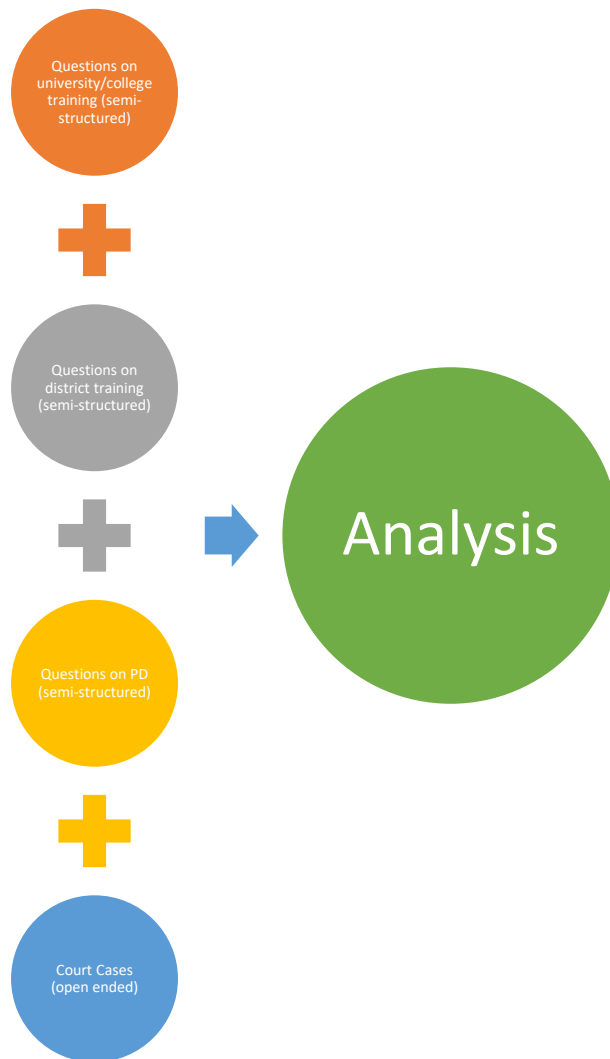 Questions on
university/college
training (semi-
structured)
Questions on
district training
(semi-structured)
Analysis
Questions on PD
(semi-structured)
Court Cases
(open ended)